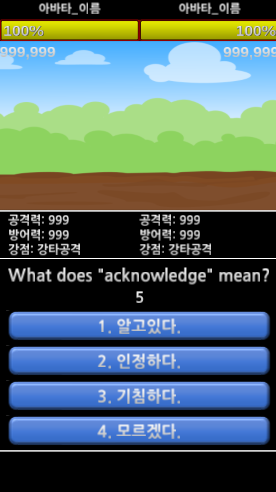 아바타_이름 아바타_이름
100% 100%
999,999 999,999
공격력: 999 공격력: 999
방어력: 999 방어력: 999
강점: 강타공격 강점: 강타공격
What does "acknowledge" mean?
5
1. 알고있다.
2. 인정하다.
3. 기침하다.
4. 모르겠다.